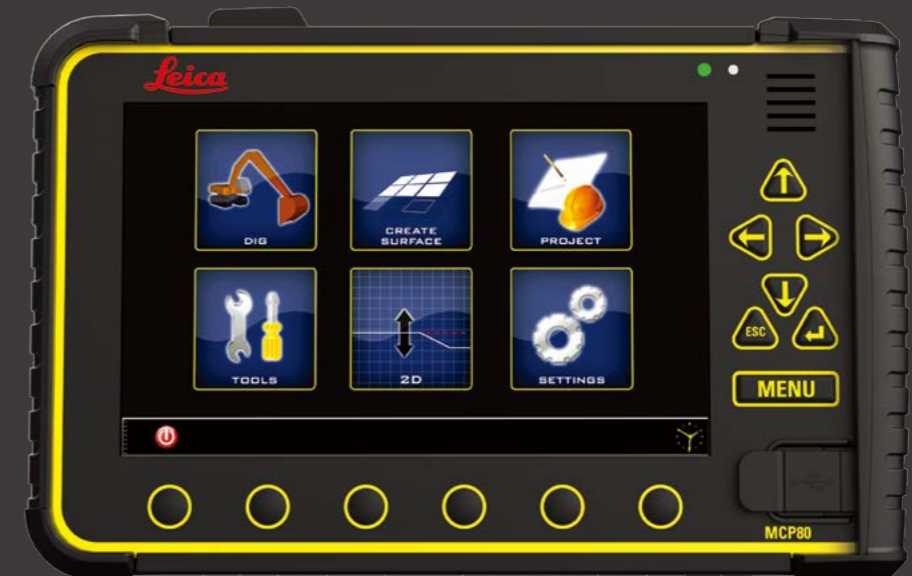 Leica
DIG
CREATE
SURFACE
PROJECT
TOOLS
2D
SETTINGS
ESC
MENU
MCP80